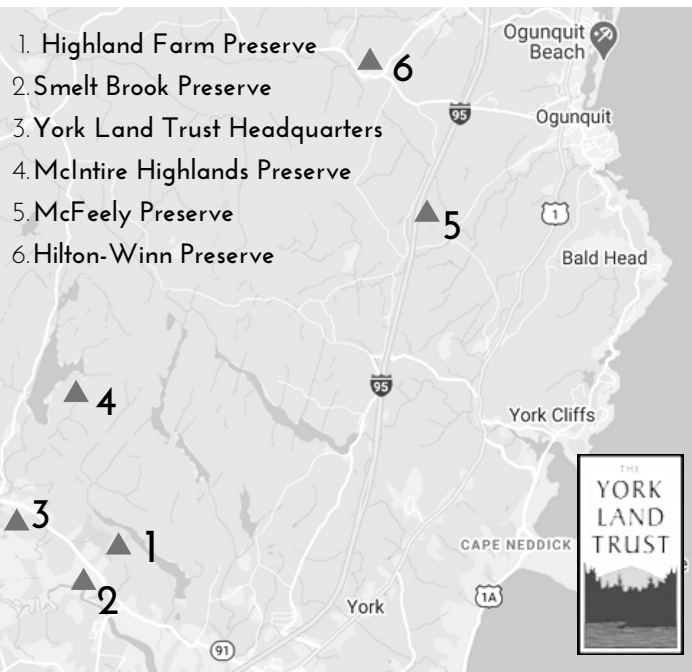 1. Highland Farm Preserve
2. Smelt Brook Preserve
3. York Land Trust Headquarters
4. McIntire Highlands Preserve
5. McFeely Preserve
6. Hilton-Winn Preserve
Ogunquit
Beach
6
95
Ogunquit
5
1
Bald Head
95
4
York Cliffs
3
1
2
CAPE NEDDICK
York
1A
91
THE
YORK
LAND
TRUST
e